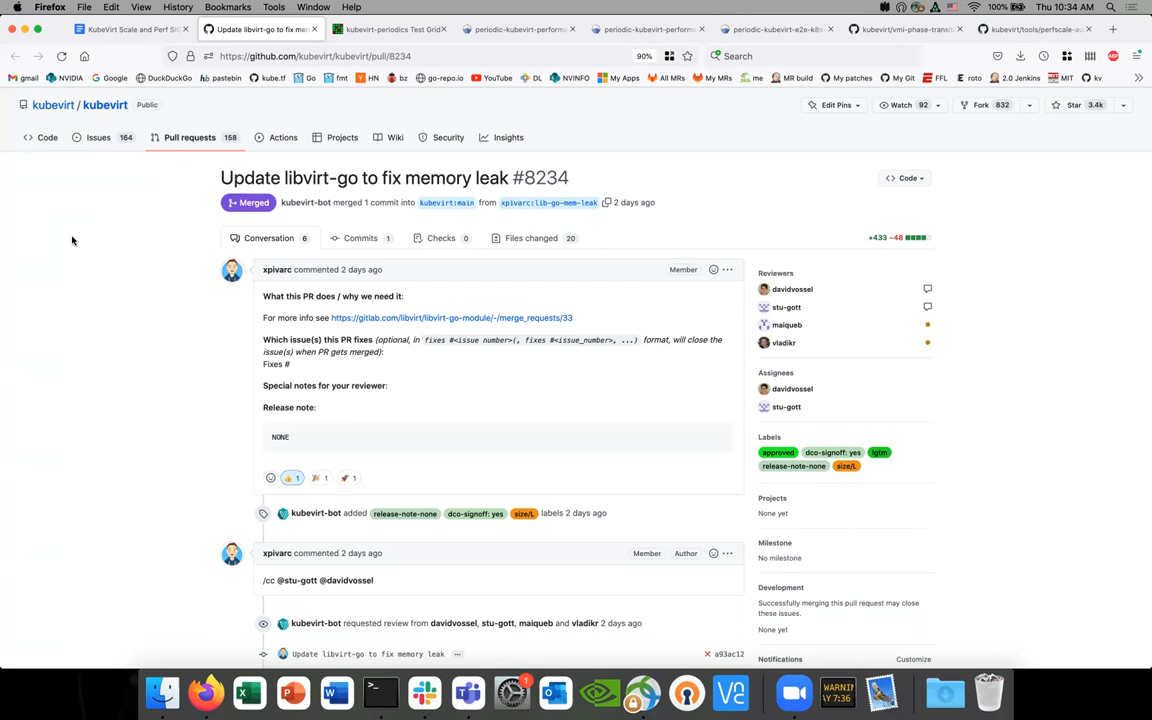 Firefox File Edit View History Bookmarks Tools Window Help 100% Thu 10:34 AM
KubeVirt Scale and Perf SIG
Update libvirt-go to fix mem
kubevirt-periodics Test Grid
periodic-kubevirt-performa
periodic-kubevirt-performa
periodic-kubevirt-e2e-k8s
kubevirt/vmi-phase-transi
kubevirt/tools/perfscale-au
https://github.com/kubevirt/kubevirt/pull/8234 90% Search
gmail NVIDIA Google DuckDuckGo pastebin kube.tf Go fmt HN bz go-repo.io YouTube DL NVINFO My Apps All MRs My MRs me MR build My patches My Git FFL roto 2.0 Jenkins MIT kv
kubevirt / kubevirt Public Edit Pins Watch 92 Fork 832 Star 3.4k
Code Issues 164 Pull requests 158 Actions Projects Wiki Security Insights
Update libvirt-go to fix memory leak #8234 Code
Merged kubevirt-bot merged 1 commit into kubevirt:main from xpivarc:lib-go-mem-leak 2 days ago
Conversation 6 Commits 1 Checks 0 Files changed 20 +433 −48
xpivarc commented 2 days ago Member
What this PR does / why we need it:
For more info see https://gitlab.com/libvirt/libvirt-go-module/-/merge_requests/33
Which issue(s) this PR fixes (optional, in fixes #<issue number>(, fixes #<issue_number>, ...) format, will close the
issue(s) when PR gets merged):
Fixes #
Special notes for your reviewer:
Release note:
NONE
1 1 1
kubevirt-bot added release-note-none dco-signoff: yes size/L labels 2 days ago
xpivarc commented 2 days ago Member Author
/cc @stu-gott @davidvossel
kubevirt-bot requested review from davidvossel, stu-gott, maiqueb and vladikr 2 days ago
Update libvirt-go to fix memory leak a93ac12
Reviewers
davidvossel
stu-gott
maiqueb
vladikr
Assignees
davidvossel
stu-gott
Labels
approved dco-signoff: yes lgtm
release-note-none size/L
Projects
None yet
Milestone
No milestone
Development
Successfully merging this pull request may close
these issues.
None yet
Notifications Customize
1
WARNIN
AY 7:36